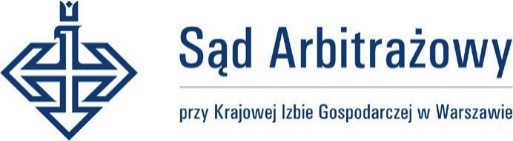 Sąd Arbitrażowy
przy Krajowej Izbie Gospodarczej w Warszawie